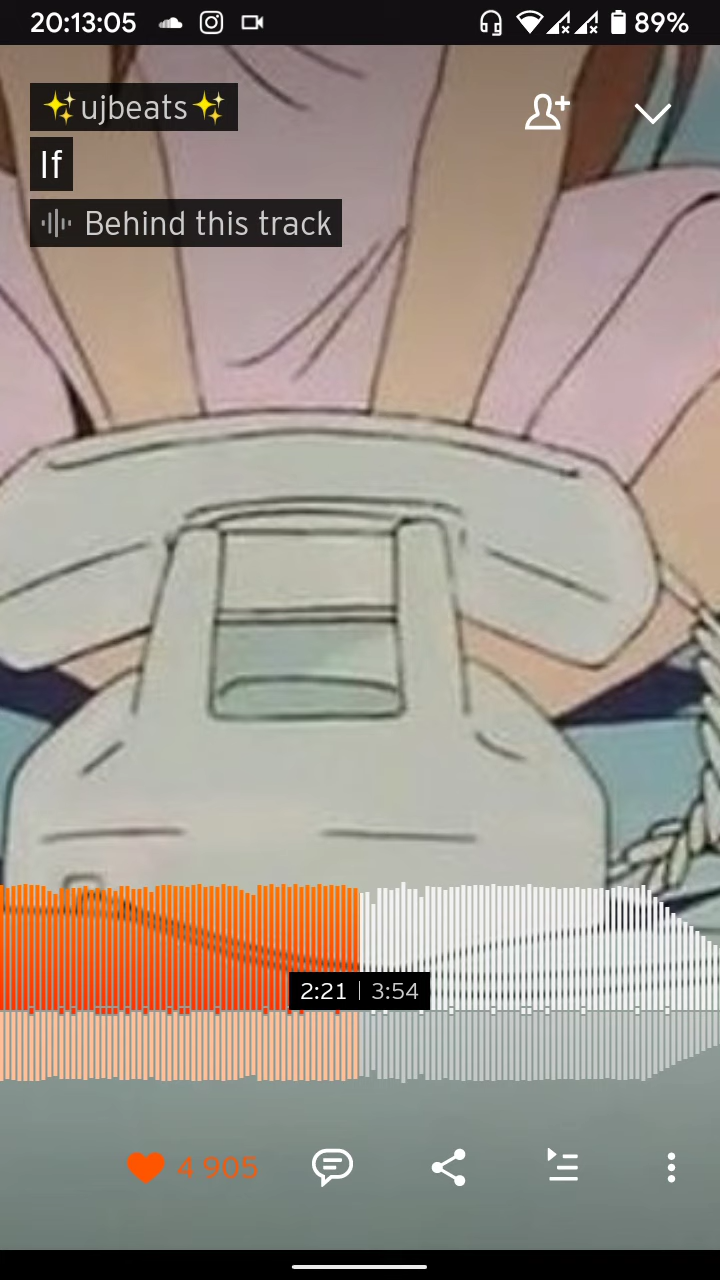 20:13:05 89%
✨ujbeats✨
If
Behind this track
2:21 | 3:54
4 905